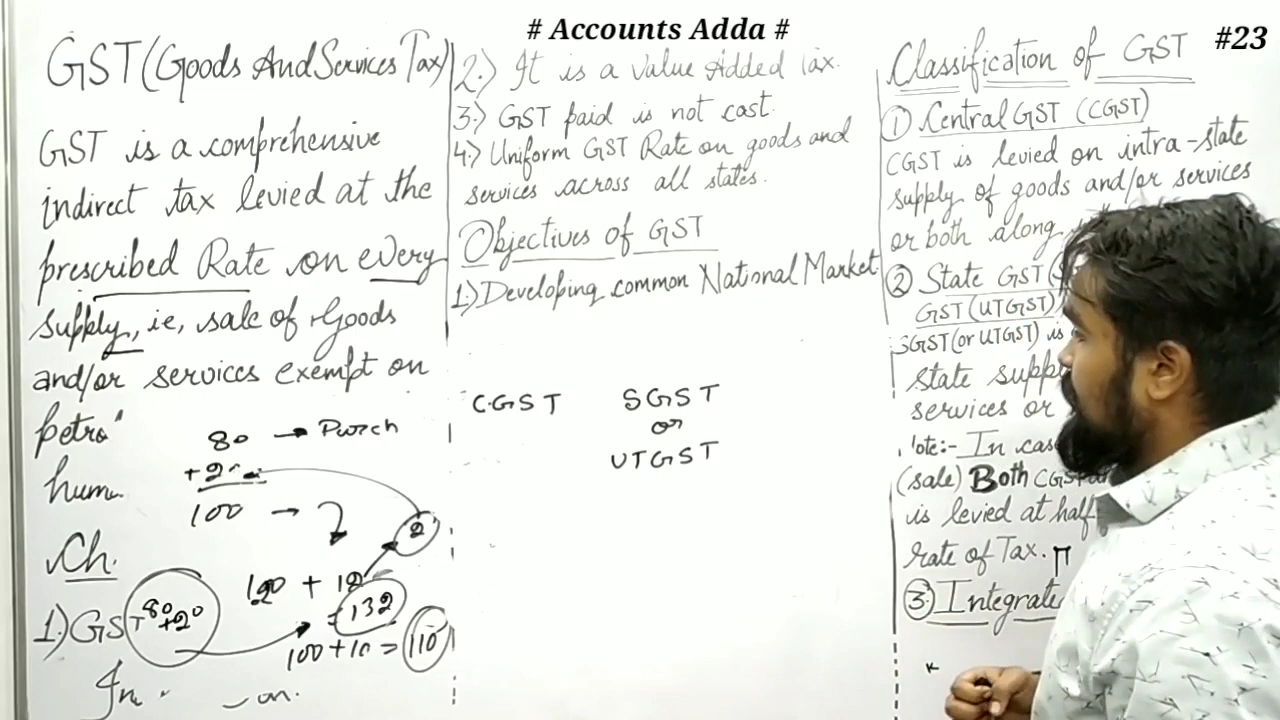 # Accounts Adda #
#23
GST (Goods And Services Tax)
GST is a comprehensive
indirect tax levied at the
prescribed Rate on every
supply, ie, sale of Goods
and/or services exempt on
petro
hum
Ch.
1.) GST
In
80 → Purch
+
100 →
2
120 + 12
= 132
100 + 10 = 110
80
+20
2.) It is a Value Added Tax.
3.) GST paid is not cost.
4.) Uniform GST Rate on goods and
services across all states.
Objectives of GST
1.) Developing common National Market
CGST SGST
or
UTGST
Classification of GST
① Central GST (CGST)
CGST is levied on intra-state
supply of goods and/or services
or both along
② State GST
GST (UTGST)
SGST (or UTGST) is
state
services or
Note:- In
(sale) Both
is levied at half
rate of Tax.
③ Integrate